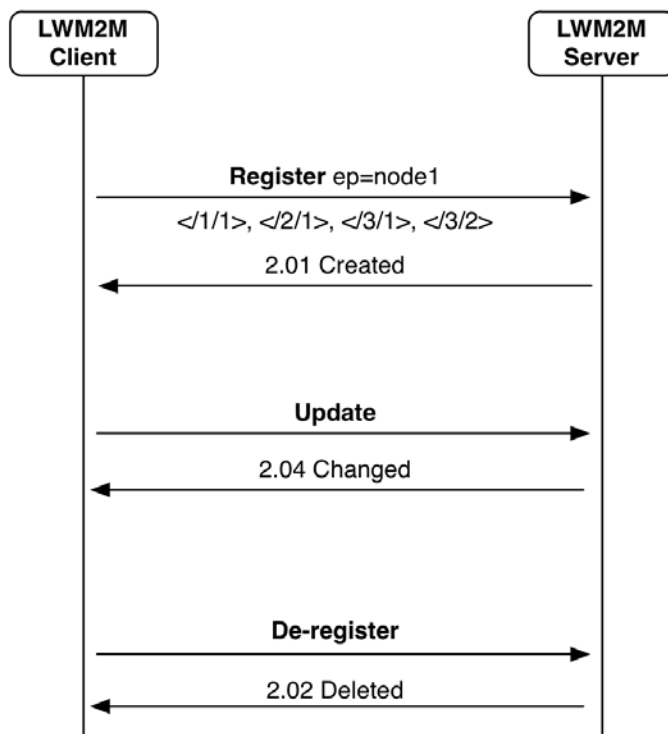 LWM2M
Client
LWM2M
Server
Register ep=node1
</1/1>, </2/1>, </3/1>, </3/2>
2.01 Created
Update
2.04 Changed
De-register
2.02 Deleted